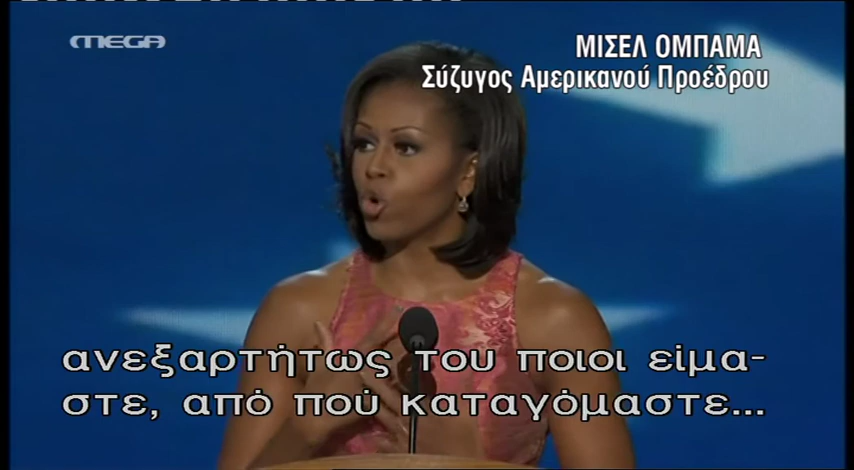 MEGA
ΜΙΣΕΛ ΟΜΠΑΜΑ
Σύζυγος Αμερικανού Προέδρου
ανεξαρτήτως του ποιοι είμα-
στε, από πού καταγόμαστε...